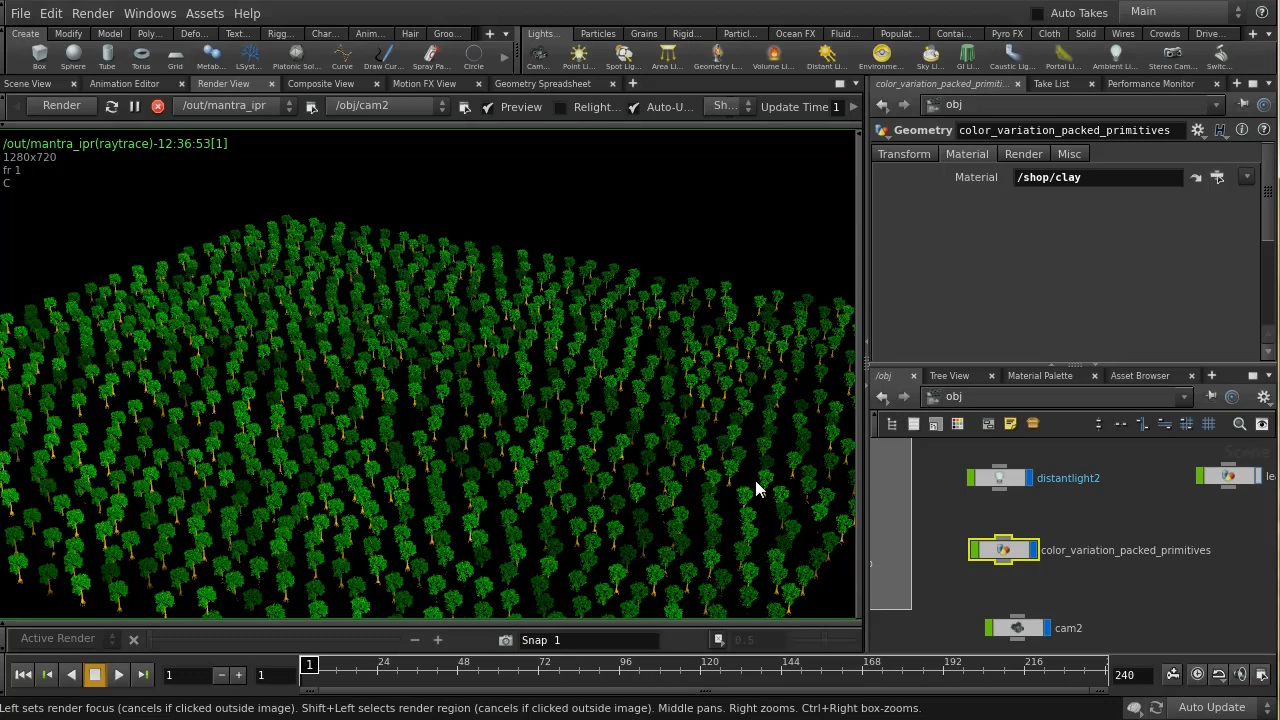 File Edit Render Windows Assets Help Auto Takes Main
Create Modify Model Poly... Defo... Text... Rigg... Char... Anim... Hair Groo... Lights... Particles Grains Rigid... Particl... Ocean FX Fluid... Populat... Contai... Pyro FX Cloth Solid Wires Crowds Drive...
Box Sphere Tube Torus Grid Metab... LSyst... Platonic Sol... Curve Draw Cur... Spray Pa... Circle Cam... Point Li... Spot Lig... Area Li... Geometry L... Volume Li... Distant Li... Environme... Sky Li... GI Li... Caustic Lig... Portal Li... Ambient Li... Stereo Cam... Switc...
Scene View Animation Editor Render View Composite View Motion FX View Geometry Spreadsheet color_variation_packed_primiti... Take List Performance Monitor
Render /out/mantra_ipr /obj/cam2 Preview Relight... Auto-U... Sh... Update Time 1 obj
Geometry color_variation_packed_primitives
/out/mantra_ipr(raytrace)-12:36:53[1]
1280x720
fr 1
C
Transform Material Render Misc
Material /shop/clay
/obj Tree View Material Palette Asset Browser
obj
distantlight2
color_variation_packed_primitives
cam2
Active Render Snap 1 0.5
1 1 1 24 48 72 96 120 144 168 192 216 240
Left sets render focus (cancels if clicked outside image). Shift+Left selects render region (cancels if clicked outside image). Middle pans. Right zooms. Ctrl+Right box-zooms. Auto Update